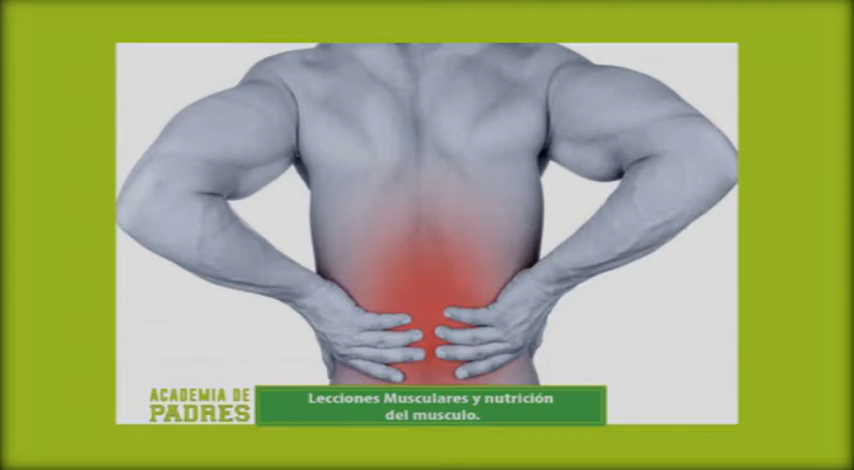 ACADEMIA DE
PADRES
Lecciones Musculares y nutrición
del musculo.